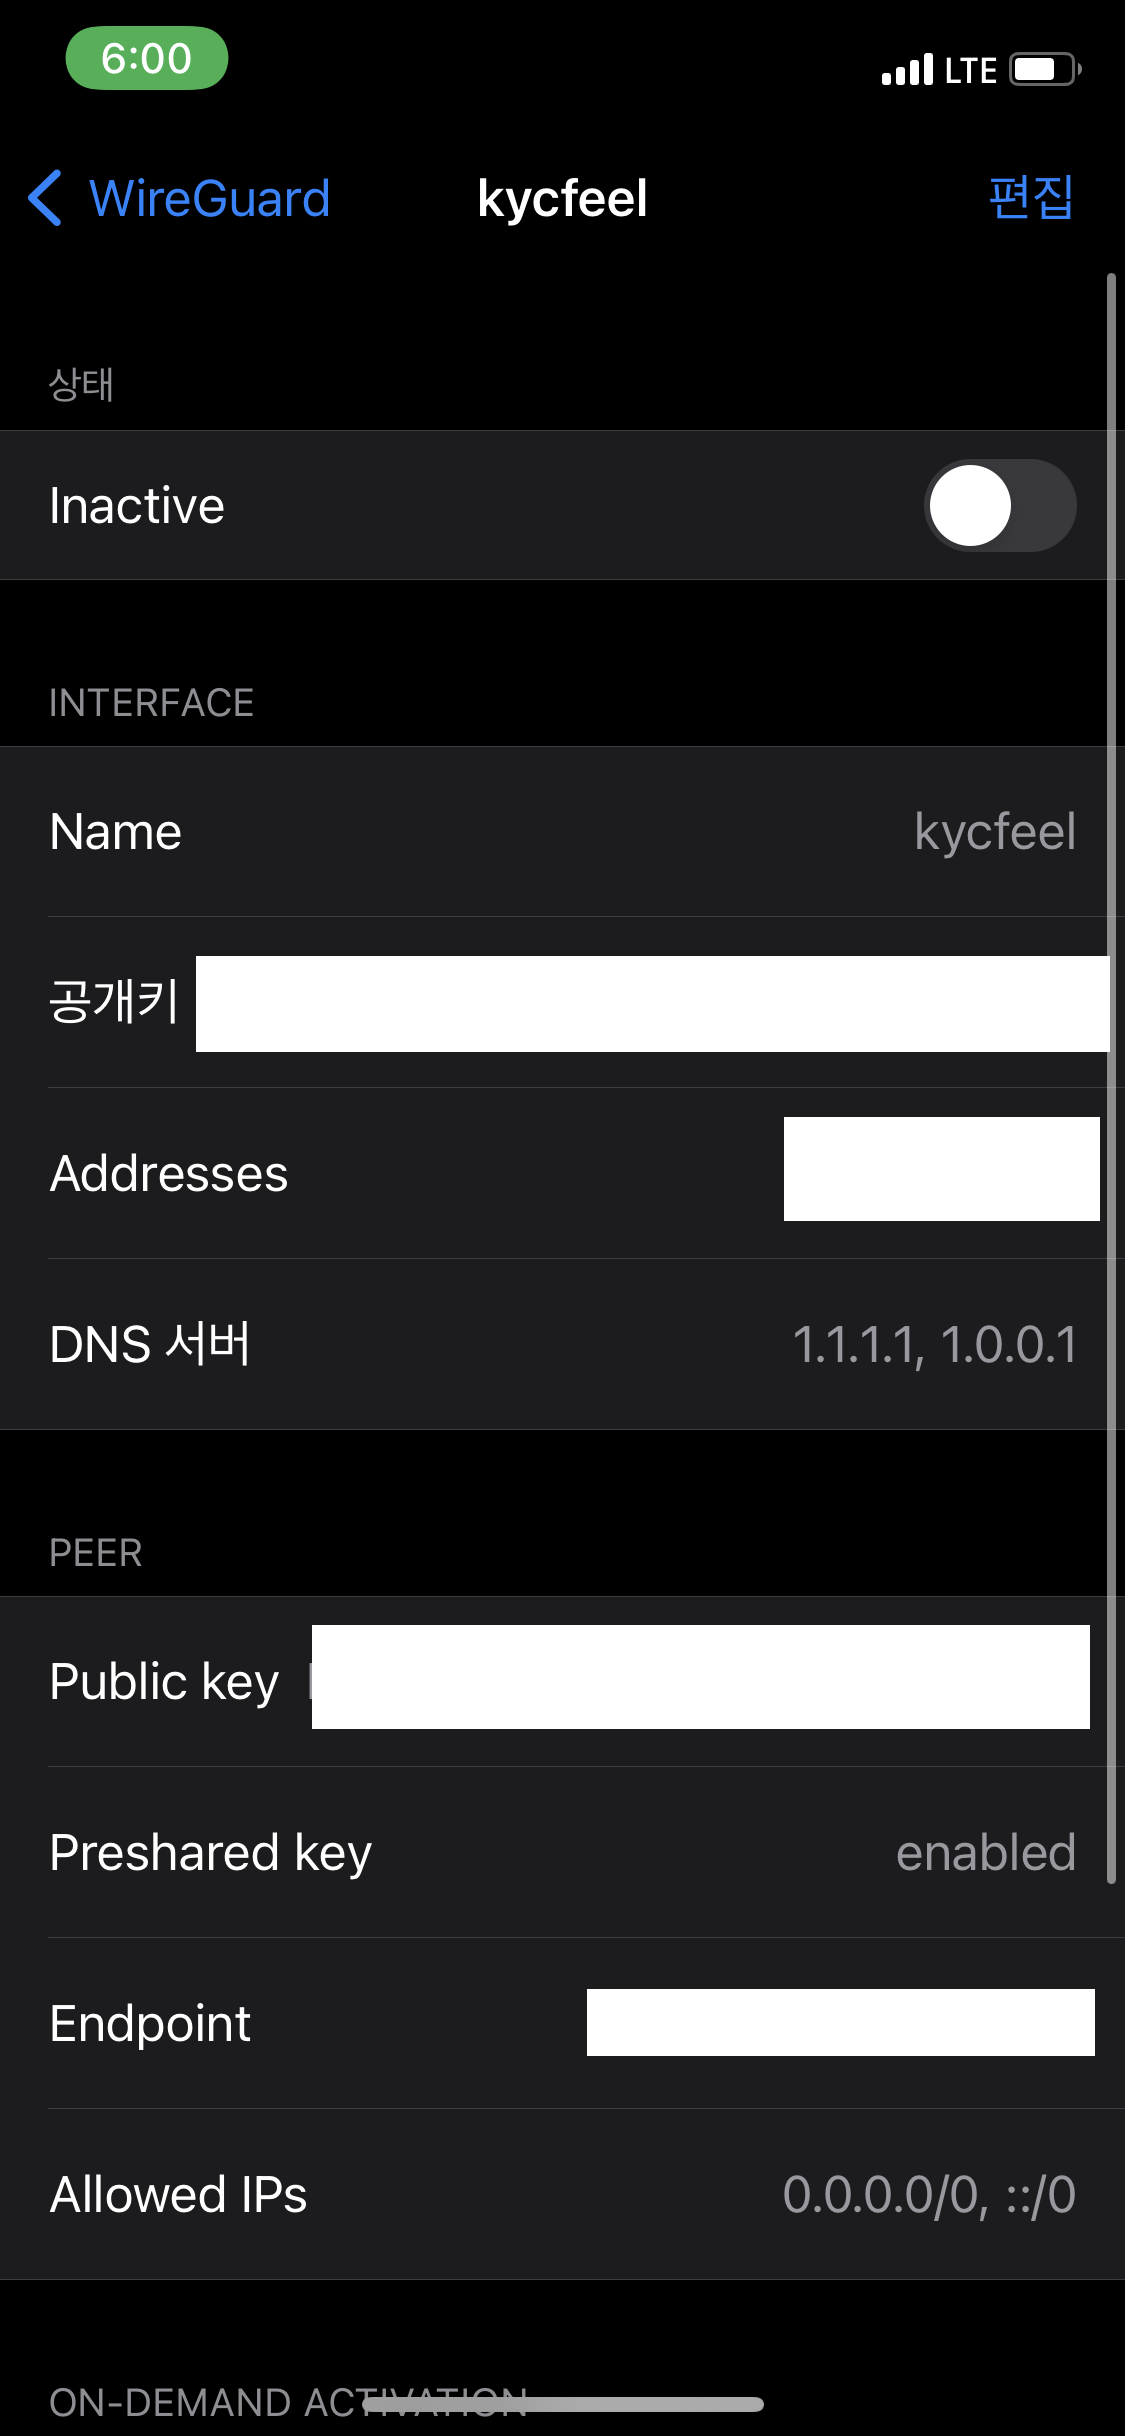 6:00
LTE
WireGuard
kycfeel
편집
상태
Inactive
INTERFACE
Name
kycfeel
공개키
Addresses
DNS 서버
1.1.1.1, 1.0.0.1
PEER
Public key
Preshared key
enabled
Endpoint
Allowed IPs
0.0.0.0/0, ::/0
ON-DEMAND ACTIVATION